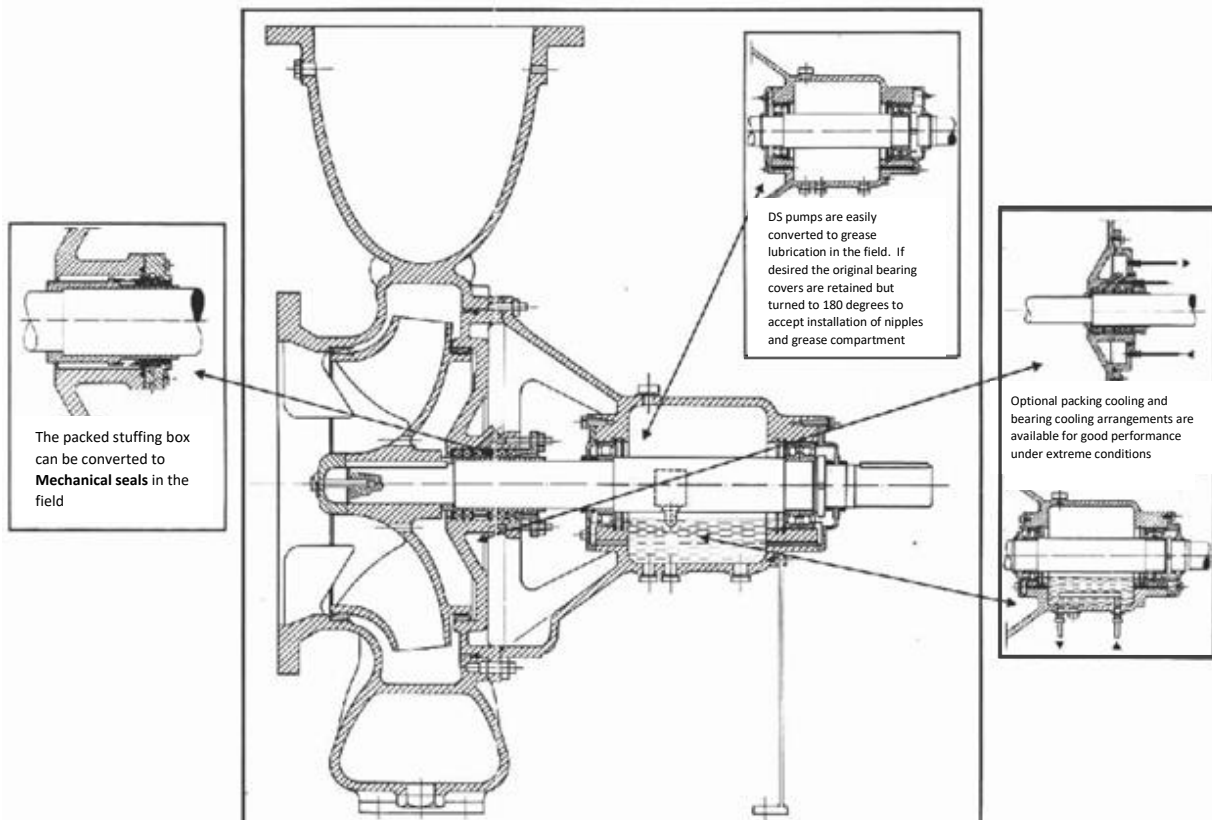 The packed stuffing box
can be converted to
Mechanical seals in the
field
DS pumps are easily
converted to grease
lubrication in the field. If
desired the original bearing
covers are retained but
turned to 180 degrees to
accept installation of nipples
and grease compartment
Optional packing cooling and
bearing cooling arrangements are
available for good performance
under extreme conditions